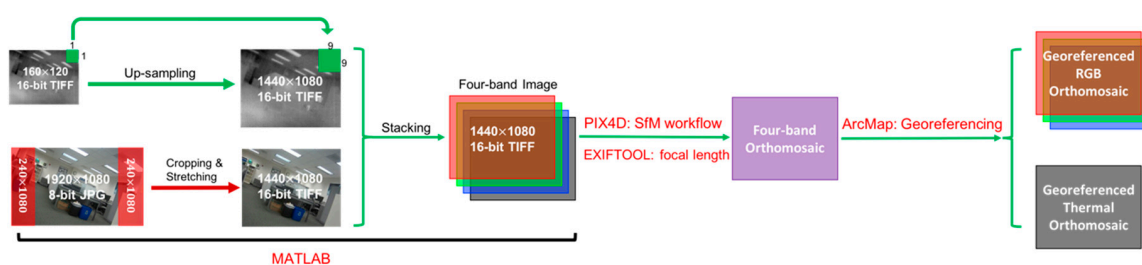 1
1
160×120
16-bit TIFF
Up-sampling
9
9
1440×1080
16-bit TIFF
240×1080
1920×1080
8-bit JPG
240×1080
Cropping &
Stretching
1440×1080
16-bit TIFF
MATLAB
Stacking
Four-band Image
1440×1080
16-bit TIFF
PIX4D: SfM workflow
EXIFTOOL: focal length
Four-band
Orthomosaic
ArcMap: Georeferencing
Georeferenced
RGB
Orthomosaic
Georeferenced
Thermal
Orthomosaic